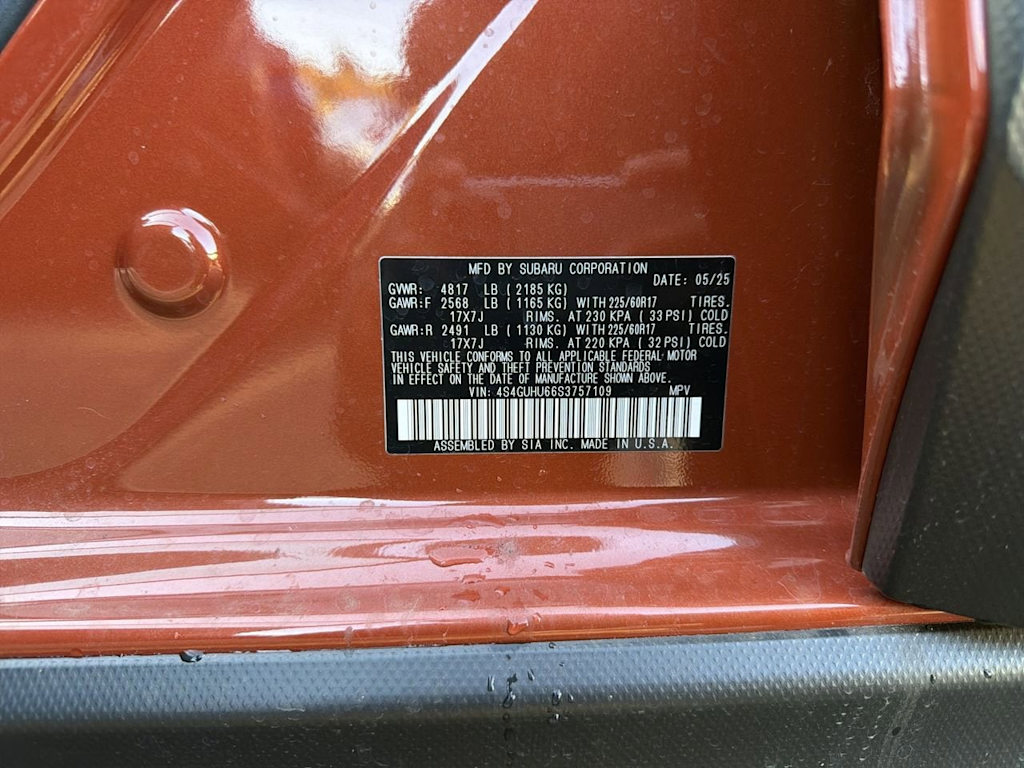 MFD BY SUBARU CORPORATION
DATE: 05/25
GVWR: 4817 LB ( 2185 KG)
GAWR:F 2568 LB ( 1165 KG) WITH 225/60R17 TIRES.
17X7J RIMS. AT 230 KPA ( 33 PSI) COLD
GAWR:R 2491 LB ( 1130 KG) WITH 225/60R17 TIRES.
17X7J RIMS. AT 220 KPA ( 32 PSI) COLD
THIS VEHICLE CONFORMS TO ALL APPLICABLE FEDERAL MOTOR
VEHICLE SAFETY AND THEFT PREVENTION STANDARDS
IN EFFECT ON THE DATE OF MANUFACTURE SHOWN ABOVE.
VIN: 4S4GUHU66S3757109 MPV
ASSEMBLED BY SIA INC. MADE IN U.S.A.